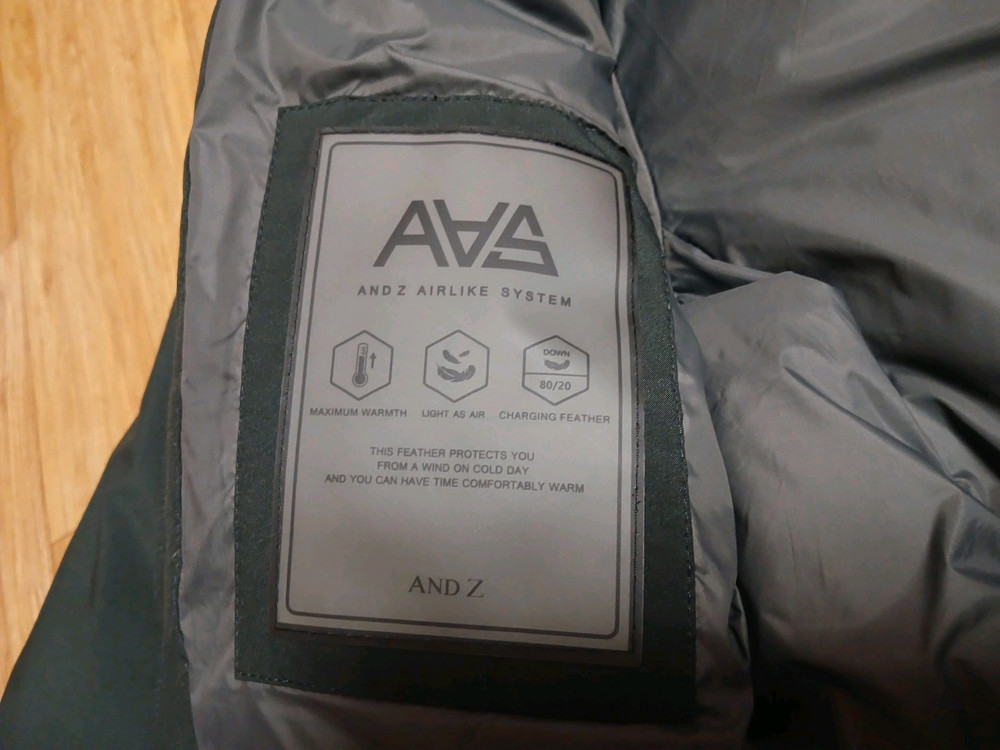 AAS
AND Z AIRLIKE SYSTEM
DOWN
80/20
MAXIMUM WARMTH LIGHT AS AIR CHARGING FEATHER
THIS FEATHER PROTECTS YOU
FROM A WIND ON COLD DAY
AND YOU CAN HAVE TIME COMFORTABLY WARM
AND Z